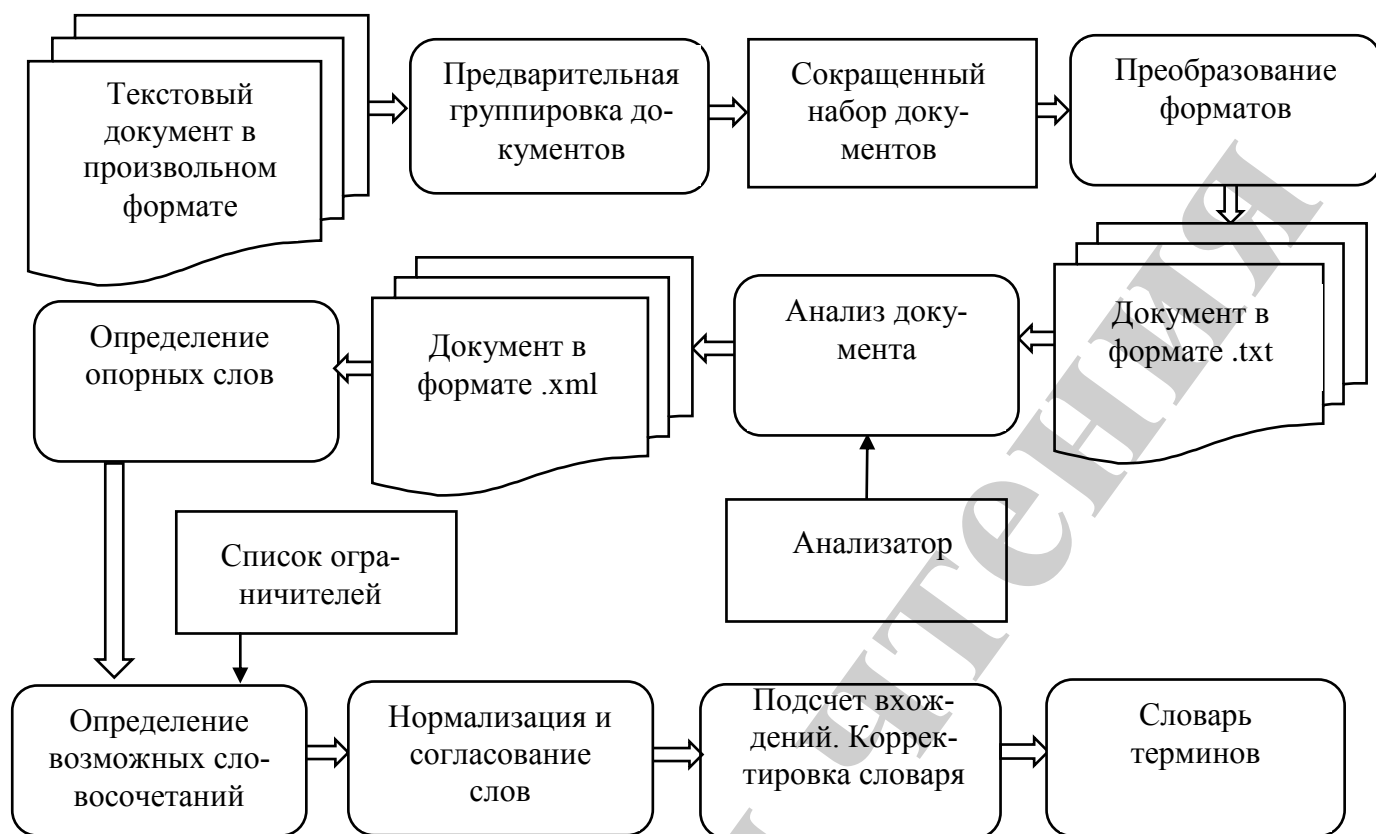 Текстовый
документ в
произвольном
формате
Предварительная
группировка до-
кументов
Сокращенный
набор доку-
ментов
Преобразование
форматов
Документ в
формате .txt
Анализ доку-
мента
Документ в
формате .xml
Определение
опорных слов
Анализатор
Список огра-
ничителей
Определение
возможных сло-
восочетаний
Нормализация и
согласование
слов
Подсчет вхож-
дений. Коррек-
тировка словаря
Словарь
терминов
чтения